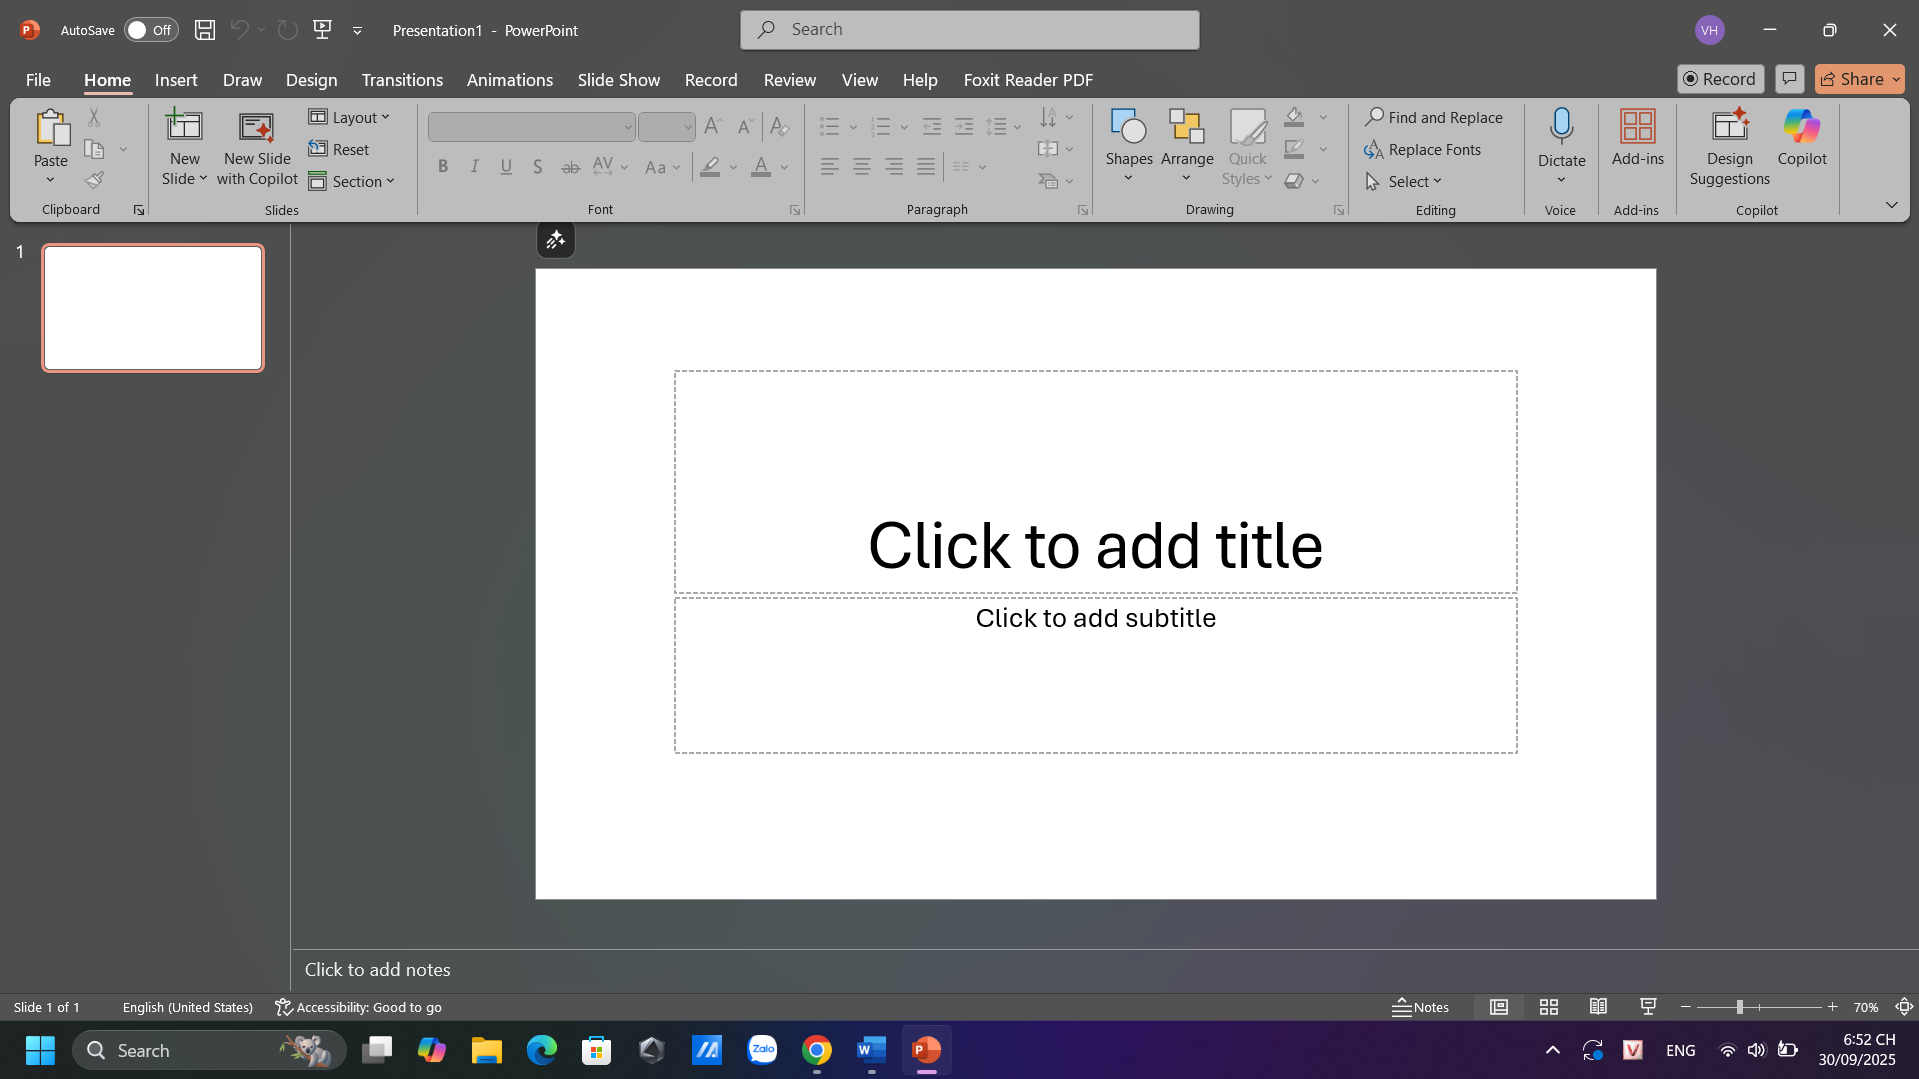 AutoSave Off Presentation1 - PowerPoint Search VH
File Home Insert Draw Design Transitions Animations Slide Show Record Review View Help Foxit Reader PDF Record Share
Paste
New Slide
New Slide with Copilot
Layout
Reset
Section
B I U S ab AV Aa A
Shapes
Arrange
Quick Styles
Find and Replace
Replace Fonts
Select
Dictate
Add-ins
Design Suggestions
Copilot
Clipboard Slides Font Paragraph Drawing Editing Voice Add-ins Copilot
1
Click to add title
Click to add subtitle
Click to add notes
Slide 1 of 1 English (United States) Accessibility: Good to go Notes 70%
Search Zalo ENG 6:52 CH
30/09/2025